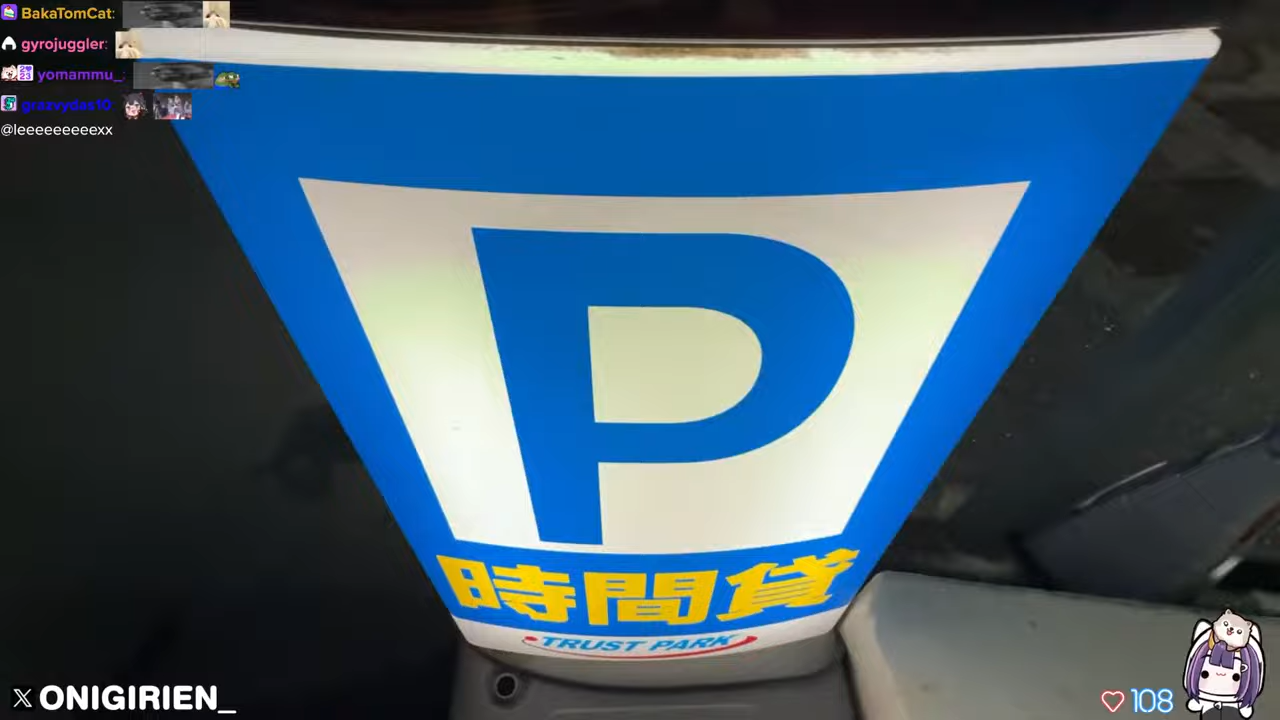 BakaTomCat:
gyrojuggler:
yomammu_:
grazvydas10:
@leeeeeeeeexx
P
時間貸
TRUST PARK
X ONIGIRIEN_
108